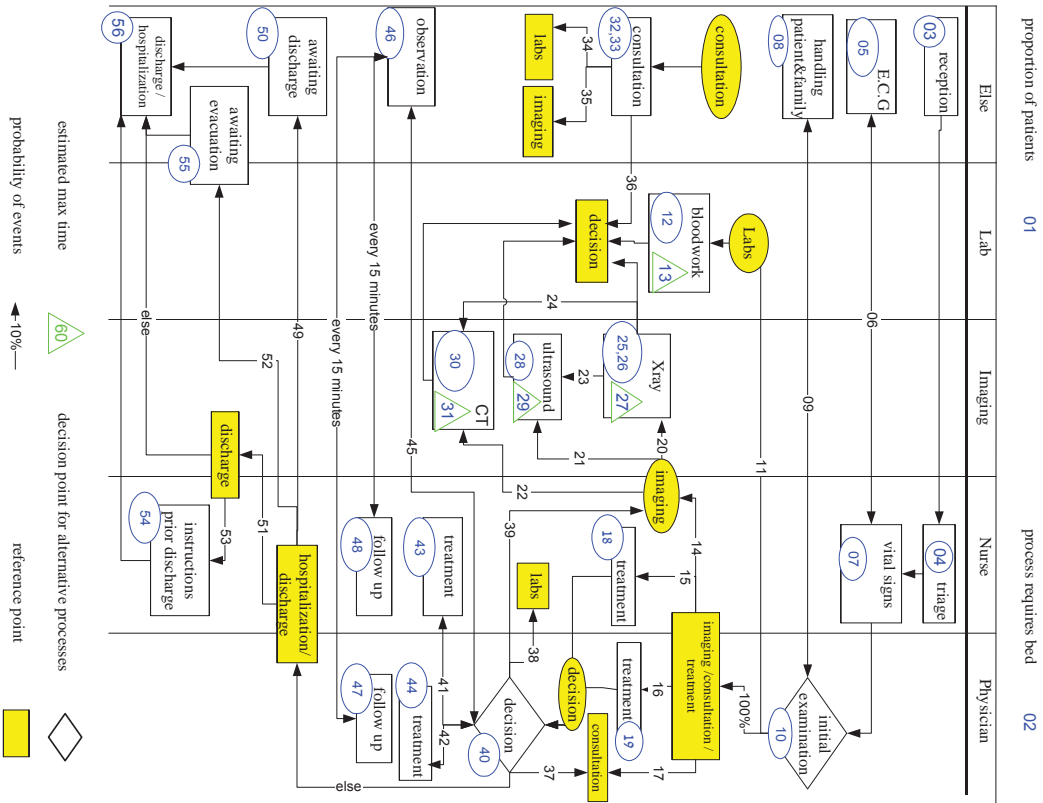 proportion of patients 01
process requires bed 02
Else
Lab
Imaging
Nurse
Physician
03
reception
04
triage
05
E.C.G
06
07
vital signs
08
handling
patient&family
09
initial
examination
10
100%
11
consultation
Labs
32,33
consultation
34
35
labs
imaging
36
12
bloodwork
13
decision
Xray
25,26
27
20
21
22
23
24
ultrasound
28
29
CT
30
31
imaging
14
15
16
17
imaging /consultation /
treatment
18
treatment
treatment
19
decision
consultation
37
38
39
labs
decision
40
41
42
43
treatment
44
treatment
45
observation
46
every 15 minutes
every 15 minutes
follow up
48
follow up
47
else
awaiting
discharge
50
49
hospitalization/
discharge
51
52
awaiting
evacuation
55
discharge
53
instructions
prior discharge
54
else
discharge /
hospitalization
56
estimated max time
60
decision point for alternative processes
probability of events
10%
reference point